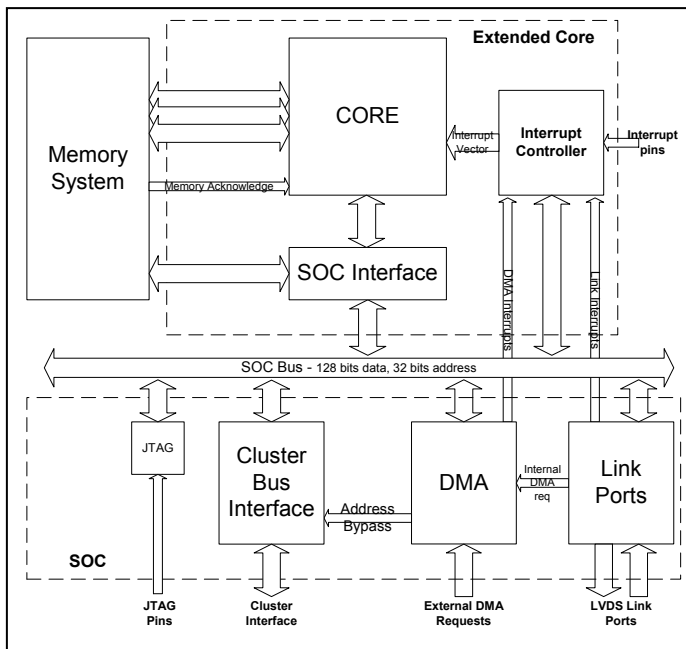 Extended Core
CORE
Memory
System
Interrupt
Vector
Interrupt
Controller
Interrupt
pins
Memory Acknowledge
SOC Interface
DMA Interrupts
Link Interrupts
SOC Bus - 128 bits data, 32 bits address
JTAG
Cluster
Bus
Interface
DMA
Internal
DMA
req
Link
Ports
Address
Bypass
SOC
JTAG
Pins
Cluster
Interface
External DMA
Requests
LVDS Link
Ports